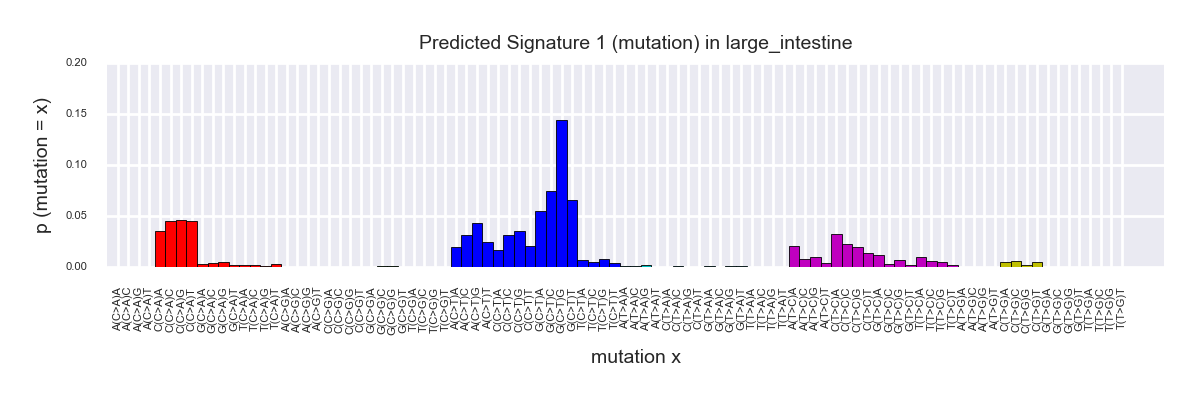 Predicted Signature 1 (mutation) in large_intestine
p (mutation = x)
0.20
0.15
0.10
0.05
0.00
A(C>A)A
A(C>A)C
A(C>A)G
A(C>A)T
C(C>A)A
C(C>A)C
C(C>A)G
C(C>A)T
G(C>A)A
G(C>A)C
G(C>A)G
G(C>A)T
T(C>A)A
T(C>A)C
T(C>A)G
T(C>A)T
A(C>G)A
A(C>G)C
A(C>G)G
A(C>G)T
C(C>G)A
C(C>G)C
C(C>G)G
C(C>G)T
G(C>G)A
G(C>G)C
G(C>G)G
G(C>G)T
T(C>G)A
T(C>G)C
T(C>G)G
T(C>G)T
A(C>T)A
A(C>T)C
A(C>T)G
A(C>T)T
C(C>T)A
C(C>T)C
C(C>T)G
C(C>T)T
G(C>T)A
G(C>T)C
G(C>T)G
G(C>T)T
T(C>T)A
T(C>T)C
T(C>T)G
T(C>T)T
A(T>A)A
A(T>A)C
A(T>A)G
A(T>A)T
C(T>A)A
C(T>A)C
C(T>A)G
C(T>A)T
G(T>A)A
G(T>A)C
G(T>A)G
G(T>A)T
T(T>A)A
T(T>A)C
T(T>A)G
T(T>A)T
A(T>C)A
A(T>C)C
A(T>C)G
A(T>C)T
C(T>C)A
C(T>C)C
C(T>C)G
C(T>C)T
G(T>C)A
G(T>C)C
G(T>C)G
G(T>C)T
T(T>C)A
T(T>C)C
T(T>C)G
T(T>C)T
A(T>G)A
A(T>G)C
A(T>G)G
A(T>G)T
C(T>G)A
C(T>G)C
C(T>G)G
C(T>G)T
G(T>G)A
G(T>G)C
G(T>G)G
G(T>G)T
T(T>G)A
T(T>G)C
T(T>G)G
T(T>G)T
mutation x